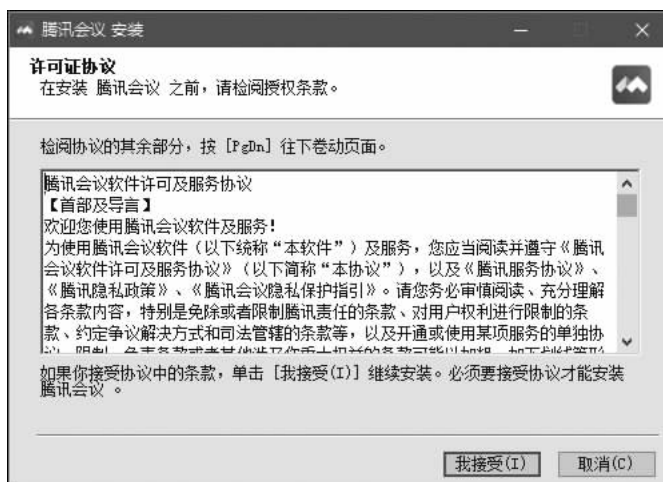 腾讯会议 安装
许可证协议
在安装 腾讯会议 之前，请检阅授权条款。
检阅协议的其余部分，按 [PgDn] 往下卷动页面。
腾讯会议软件许可及服务协议
【首部及导言】
欢迎您使用腾讯会议软件及服务！
为使用腾讯会议软件（以下统称“本软件”）及服务，您应当阅读并遵守《腾讯
会议软件许可及服务协议》（以下简称“本协议”），以及《腾讯服务协议》、
《腾讯隐私政策》、《腾讯会议隐私保护指引》。请您务必审慎阅读、充分理解
各条款内容，特别是免除或者限制腾讯责任的条款、对用户权利进行限制的条
款、约定争议解决方式和司法管辖的条款等，以及开通或使用某项服务的单独协
如果你接受协议中的条款，单击 [我接受(I)] 继续安装。必须要接受协议才能安装
腾讯会议 。
我接受(I)
取消(C)